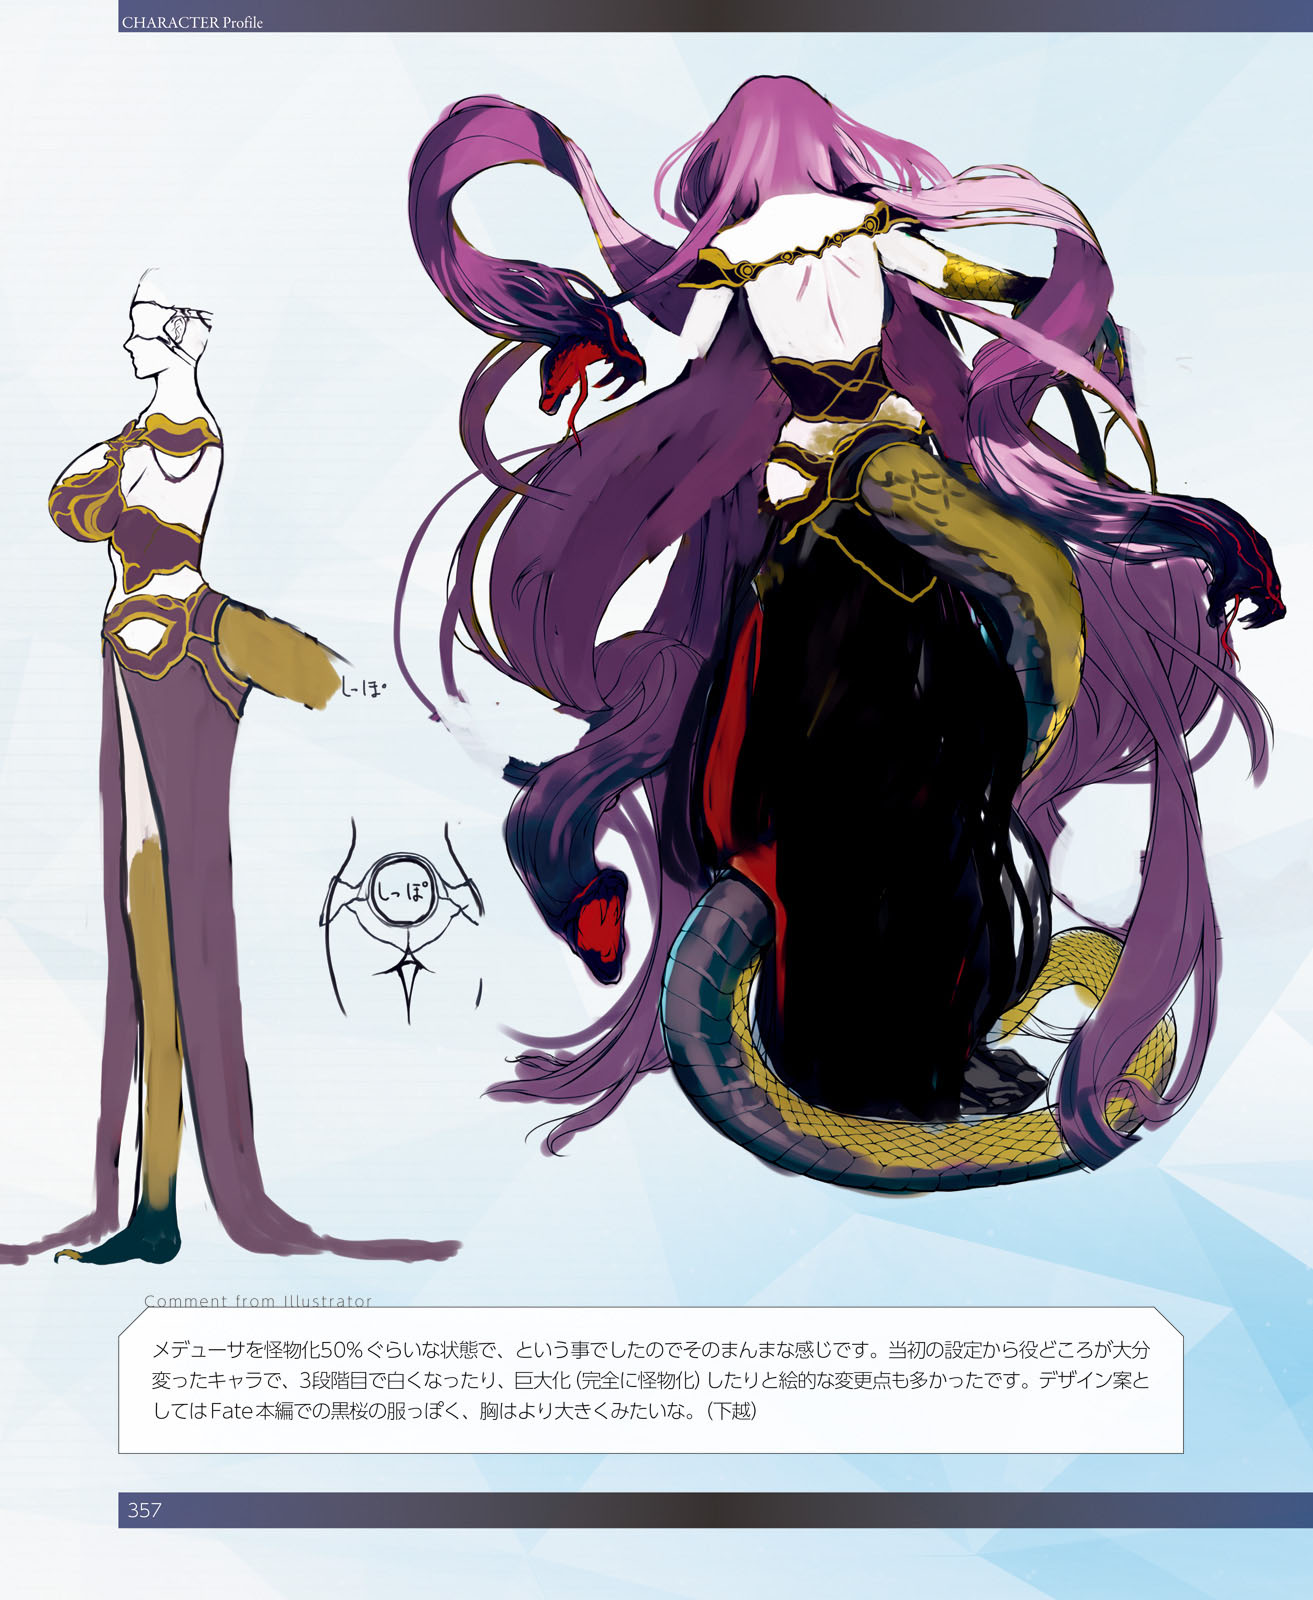 CHARACTER Profile
しっぽ
しっぽ
Comment from Illustrator
メデューサを怪物化50%ぐらいな状態で、という事でしたのでそのまんまな感じです。当初の設定から役どころが大分
変ったキャラで、3段階目で白くなったり、巨大化（完全に怪物化）したりと絵的な変更点も多かったです。デザイン案と
してはFate本編での黒桜の服っぽく、胸はより大きくみたいな。（下越）
357